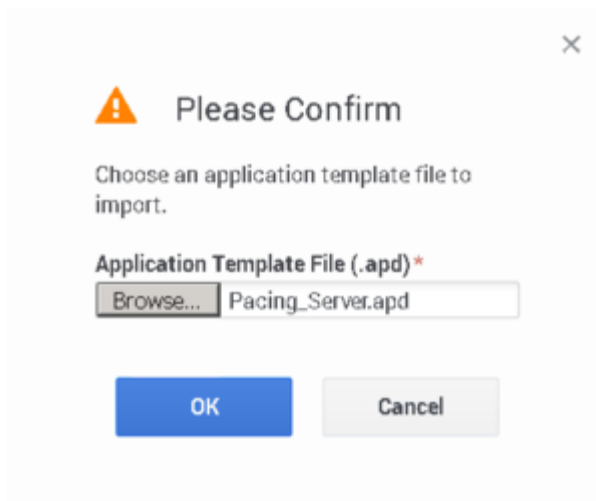 Please Confirm
Choose an application template file to
import.
Application Template File (.apd)*
Browse... Pacing_Server.apd
OK Cancel